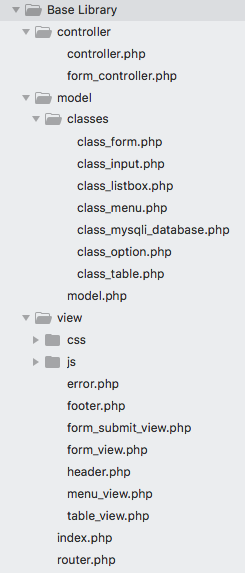 Base Library
controller
controller.php
form_controller.php
model
classes
class_form.php
class_input.php
class_listbox.php
class_menu.php
class_mysqli_database.php
class_option.php
class_table.php
model.php
view
css
js
error.php
footer.php
form_submit_view.php
form_view.php
header.php
menu_view.php
table_view.php
index.php
router.php